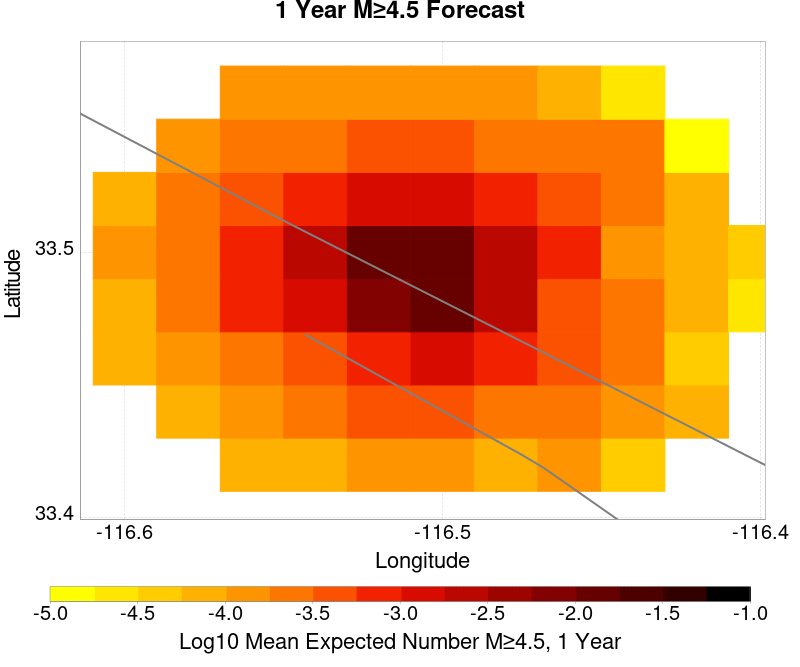 1 Year M≥4.5 Forecast
Latitude
33.5
33.4
-116.6 -116.5 -116.4
Longitude
-5.0 -4.5 -4.0 -3.5 -3.0 -2.5 -2.0 -1.5 -1.0
Log10 Mean Expected Number M≥4.5, 1 Year